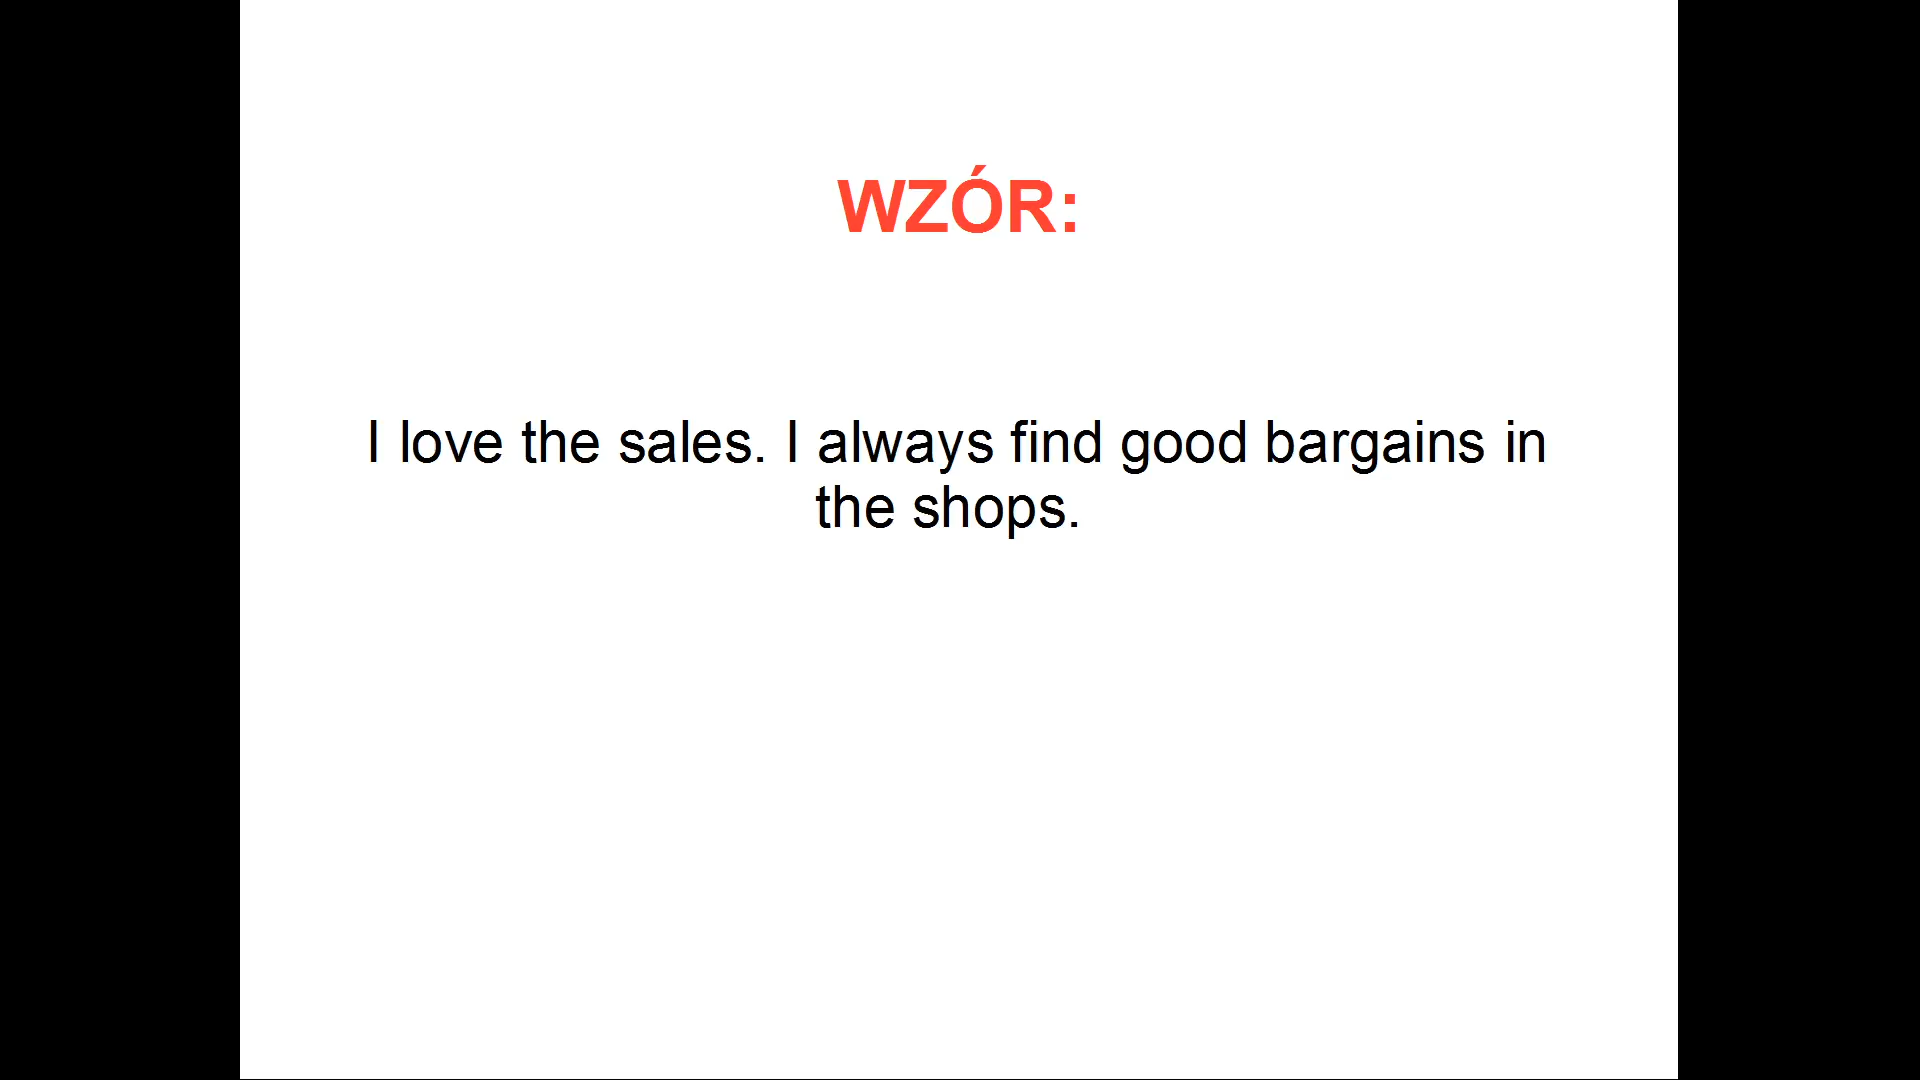 WZÓR:
I love the sales. I always find good bargains in
the shops.